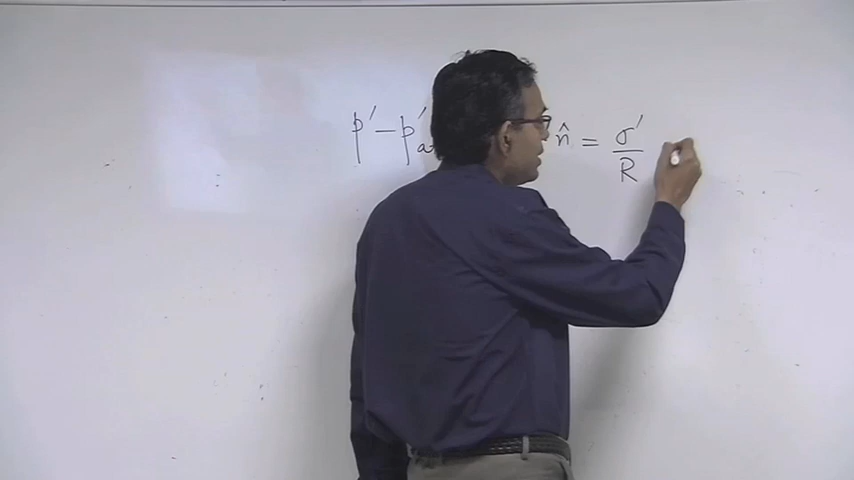 p′ − p′a n̂ = σ′/R